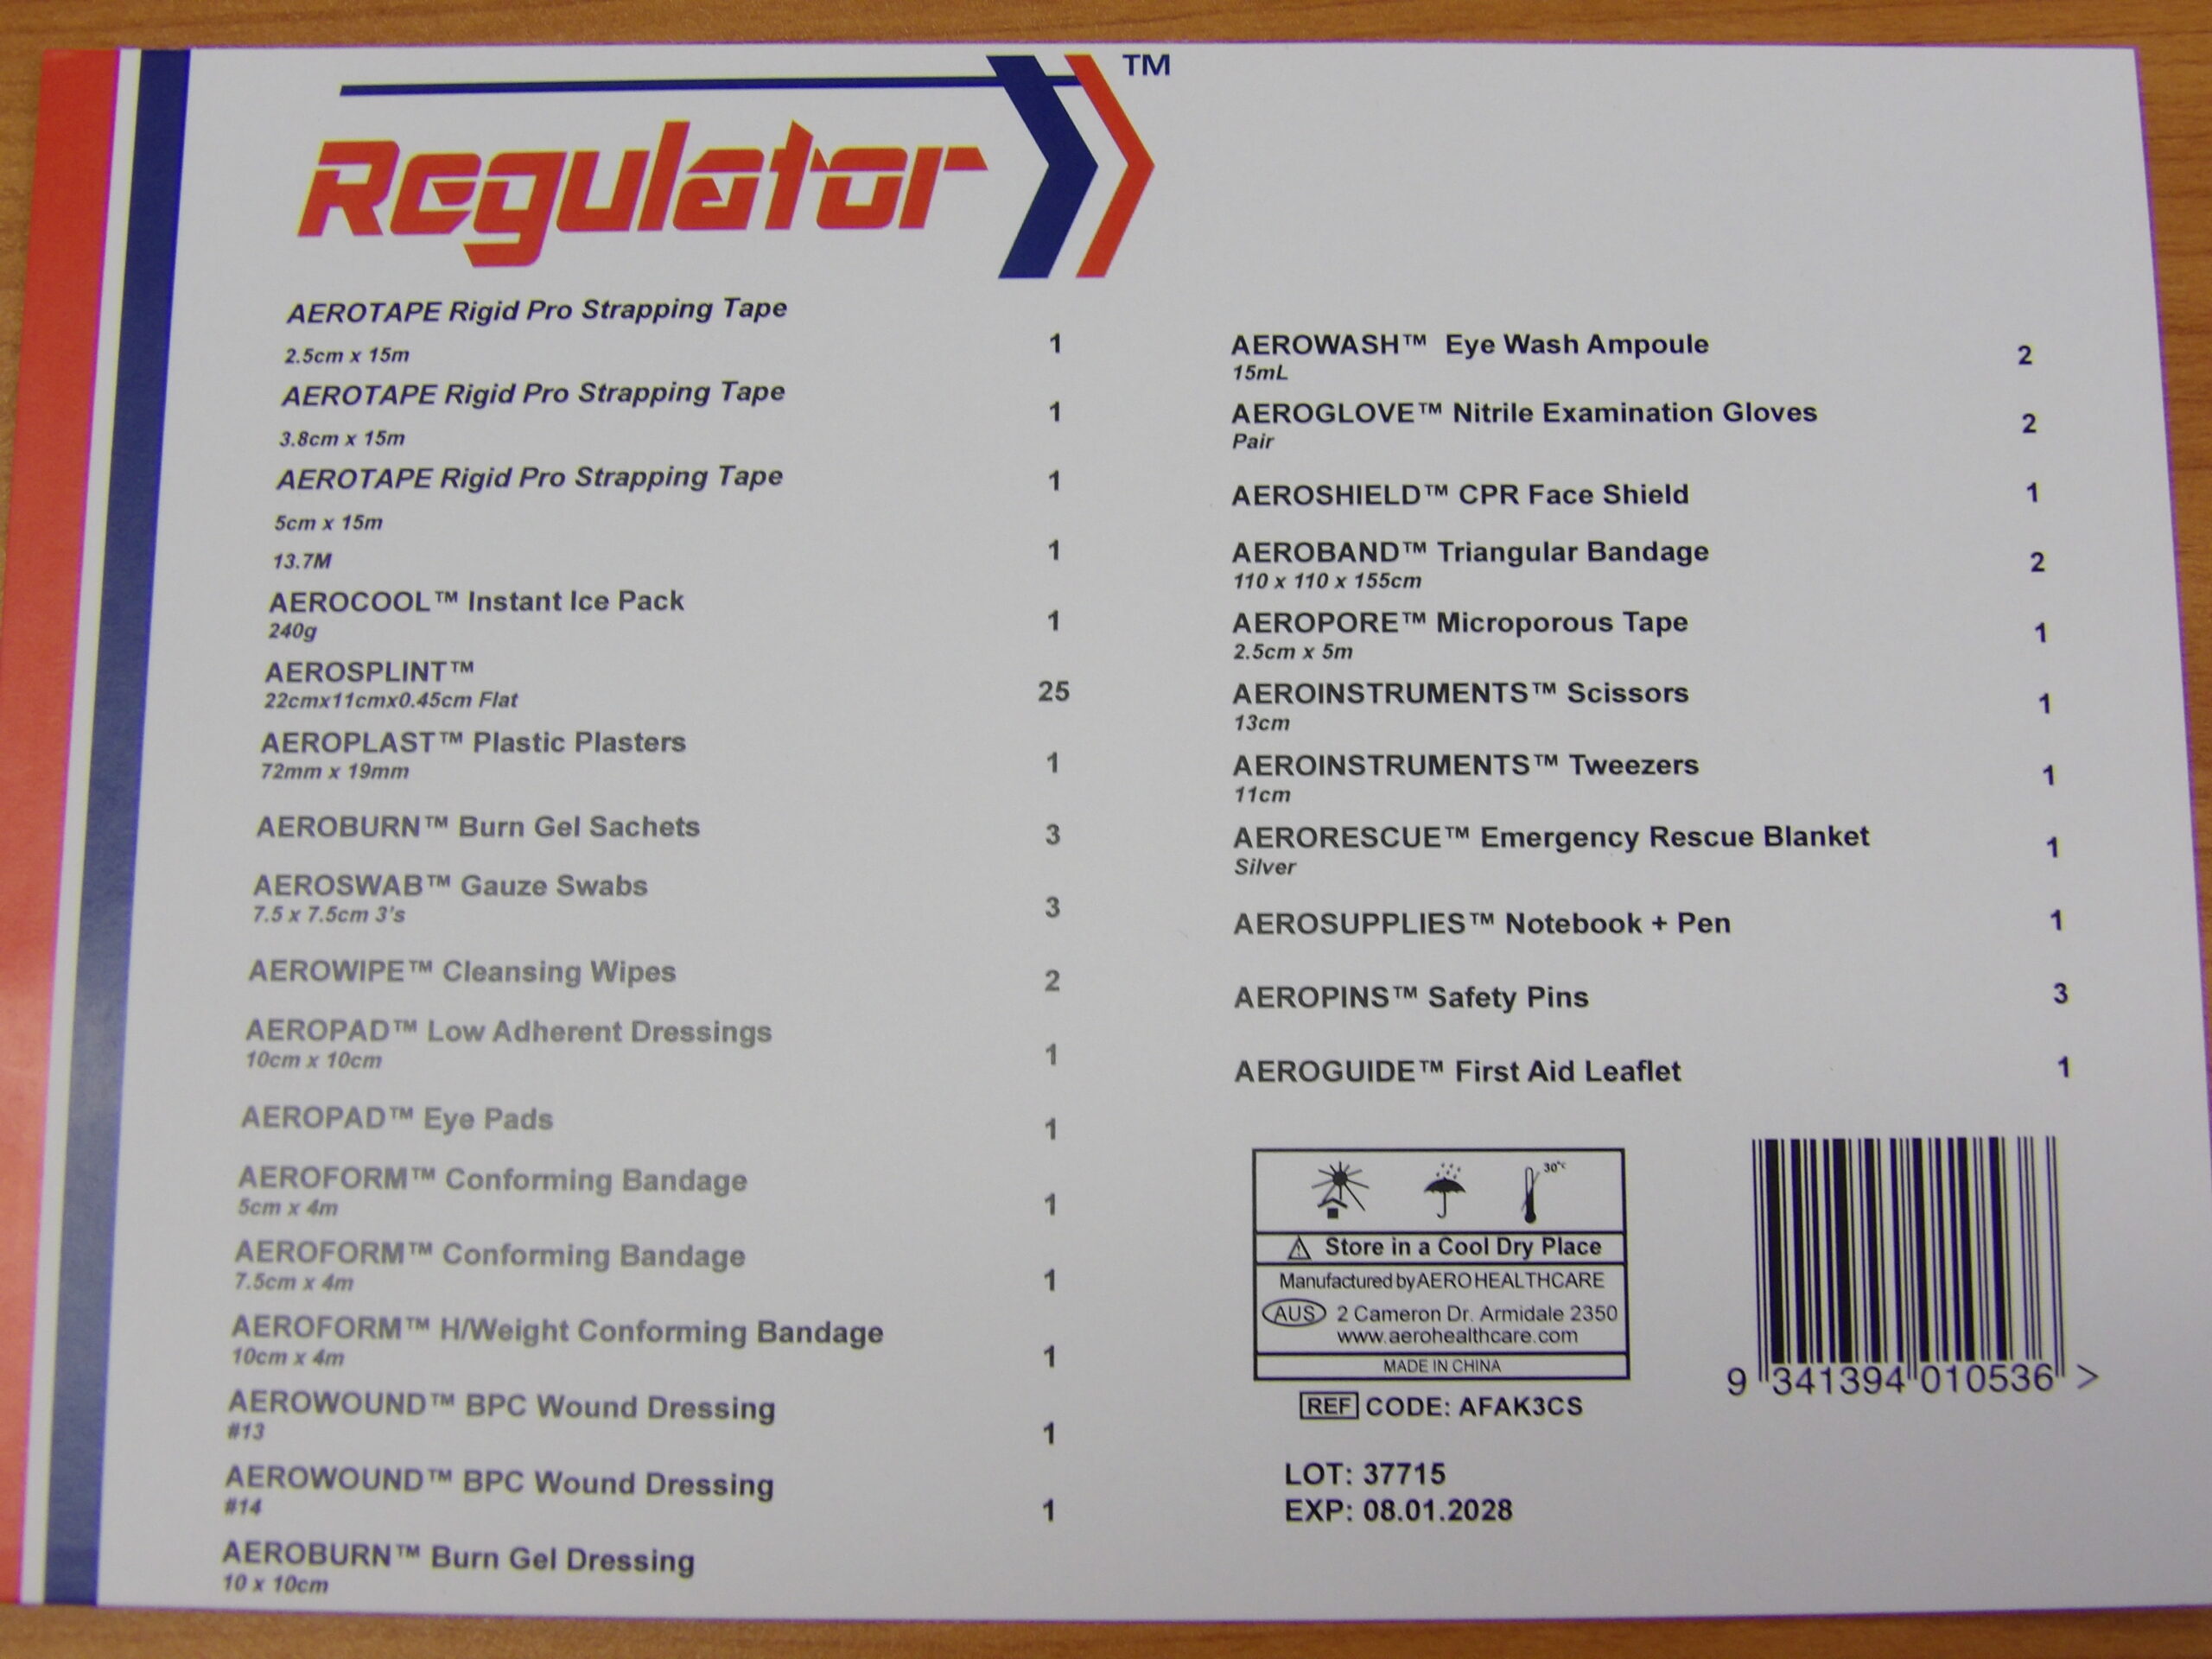 TM
Regulator
AEROTAPE Rigid Pro Strapping Tape
2.5cm x 15m
1
AEROTAPE Rigid Pro Strapping Tape
1
3.8cm x 15m
AEROTAPE Rigid Pro Strapping Tape
1
5cm x 15m
13.7M
1
AEROCOOL™ Instant Ice Pack
240g
1
AEROSPLINT™
22cmx11cmx0.45cm Flat
25
AEROPLAST™ Plastic Plasters
72mm x 19mm
1
AEROBURN™ Burn Gel Sachets
3
AEROSWAB™ Gauze Swabs
7.5 x 7.5cm 3's
3
AEROWIPE™ Cleansing Wipes
2
AEROPAD™ Low Adherent Dressings
10cm x 10cm
1
AEROPAD™ Eye Pads
1
AEROFORM™ Conforming Bandage
5cm x 4m
1
AEROFORM™ Conforming Bandage
7.5cm x 4m
1
AEROFORM™ H/Weight Conforming Bandage
10cm x 4m
1
AEROWOUND™ BPC Wound Dressing
#13
1
AEROWOUND™ BPC Wound Dressing
#14
1
AEROBURN™ Burn Gel Dressing
10 x 10cm
AEROWASH™ Eye Wash Ampoule
15mL
2
AEROGLOVE™ Nitrile Examination Gloves
Pair
2
AEROSHIELD™ CPR Face Shield
1
AEROBAND™ Triangular Bandage
110 x 110 x 155cm
2
AEROPORE™ Microporous Tape
2.5cm x 5m
1
AEROINSTRUMENTS™ Scissors
13cm
1
AEROINSTRUMENTS™ Tweezers
11cm
1
AERORESCUE™ Emergency Rescue Blanket
Silver
1
AEROSUPPLIES™ Notebook + Pen
1
AEROPINS™ Safety Pins
3
AEROGUIDE™ First Aid Leaflet
1
30°c
Store in a Cool Dry Place
Manufactured by AERO HEALTHCARE
AUS 2 Cameron Dr. Armidale 2350
www.aerohealthcare.com
MADE IN CHINA
REF CODE: AFAK3CS
LOT: 37715
EXP: 08.01.2028
9 341394 010536 >